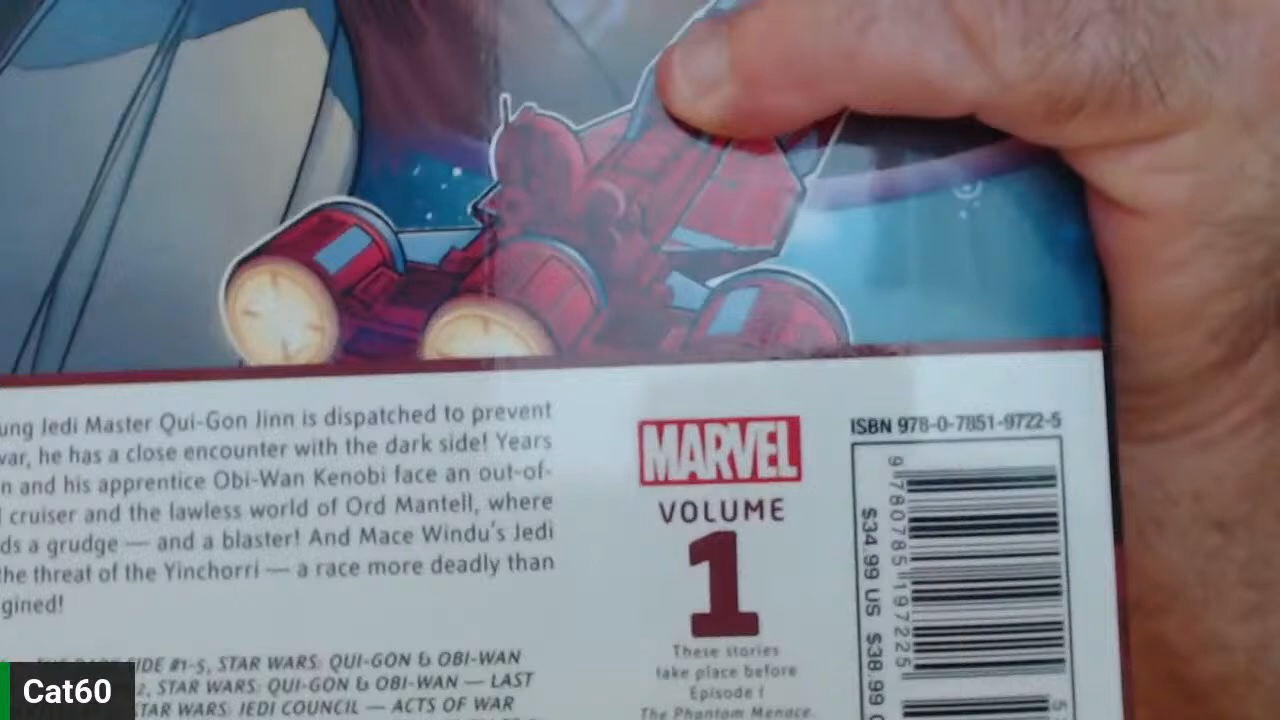 ung Jedi Master Qui-Gon Jinn is dispatched to prevent
war, he has a close encounter with the dark side! Years
n and his apprentice Obi-Wan Kenobi face an out-of-
l cruiser and the lawless world of Ord Mantell, where
ds a grudge — and a blaster! And Mace Windu's Jedi
the threat of the Yinchorri — a race more deadly than
gined!
SIDE #1-5, STAR WARS: QUI-GON & OBI-WAN
2, STAR WARS: QUI-GON & OBI-WAN — LAST
STAR WARS: JEDI COUNCIL — ACTS OF WAR
MARVEL
VOLUME
1
These stories
take place before
Episode I
The Phantom Menace.
ISBN 978-0-7851-9722-5
9 780785 197225
$34.99 US $38.99
Cat60